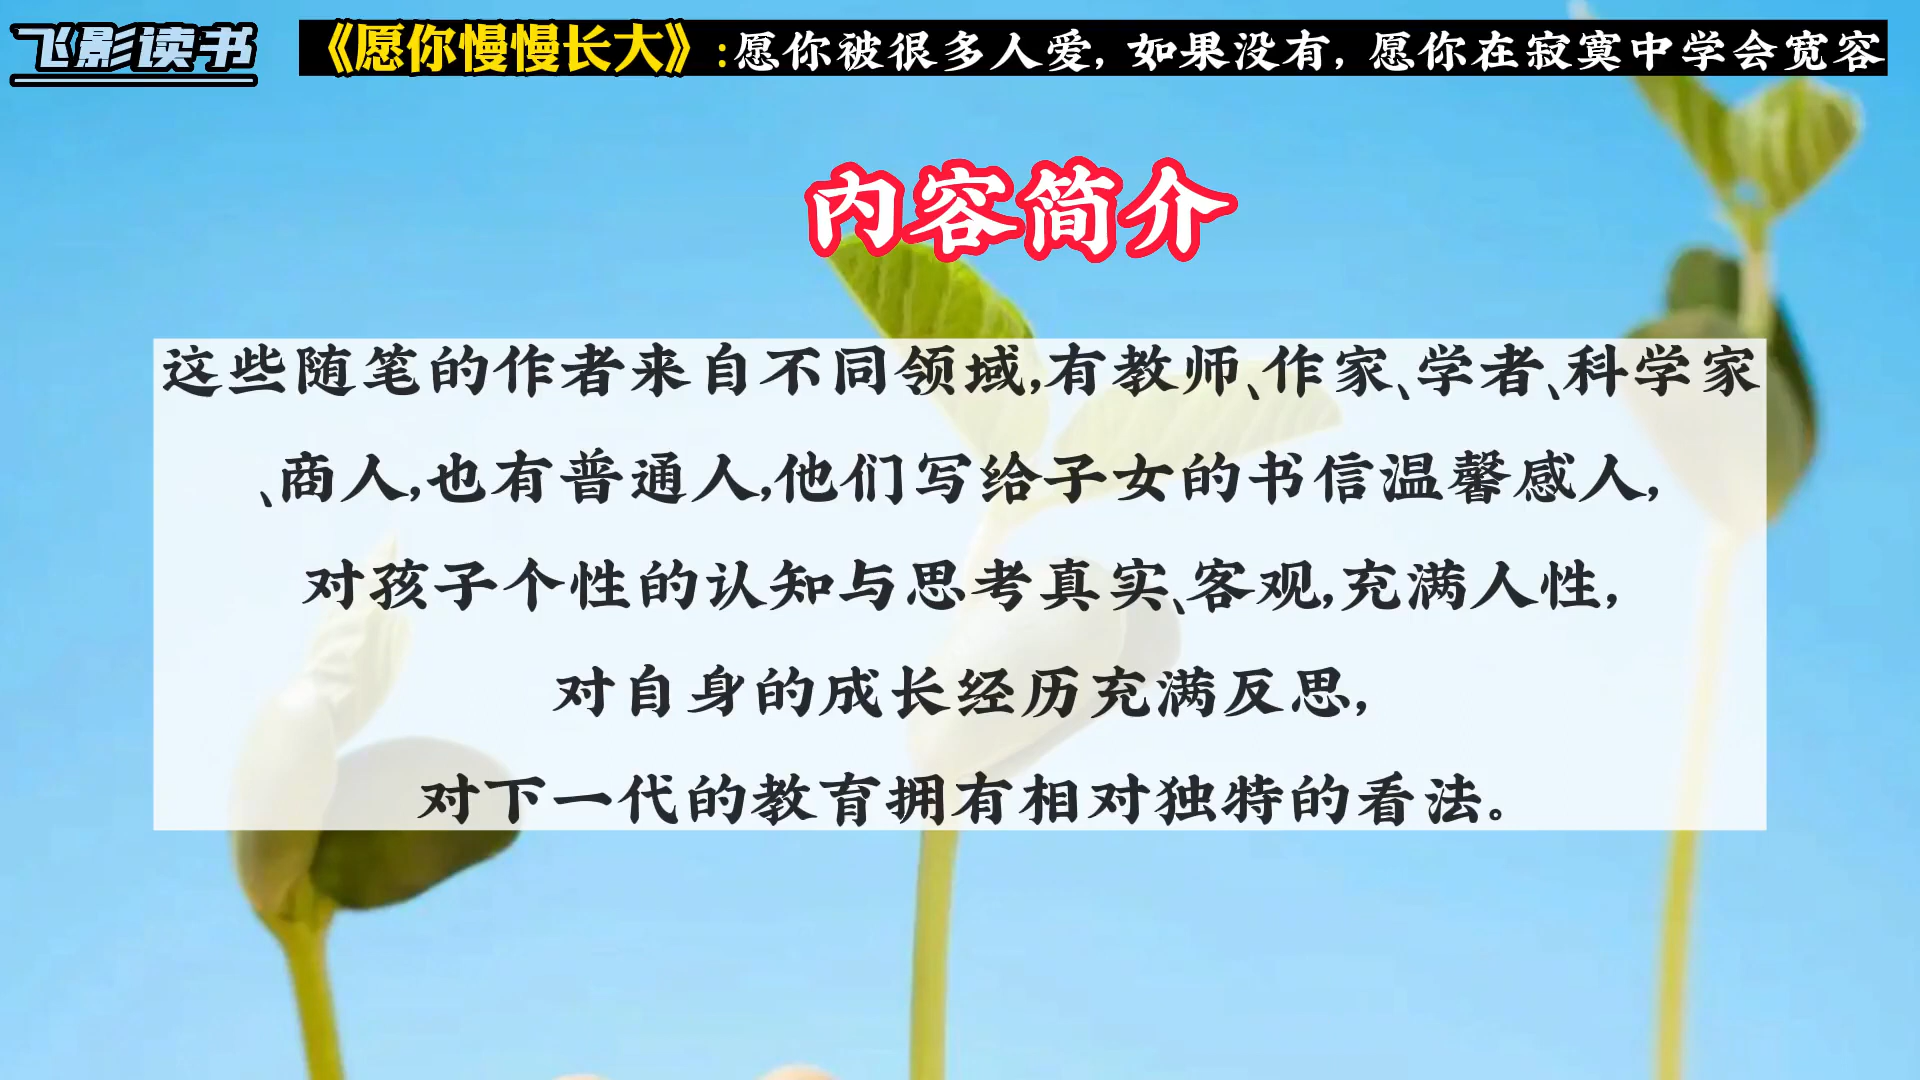 飞影读书
《愿你慢慢长大》:愿你被很多人爱，如果没有，愿你在寂寞中学会宽容
内容简介
这些随笔的作者来自不同领域,有教师、作家、学者、科学家
、商人,也有普通人,他们写给子女的书信温馨感人,
对孩子个性的认知与思考真实、客观,充满人性,
对自身的成长经历充满反思,
对下一代的教育拥有相对独特的看法。